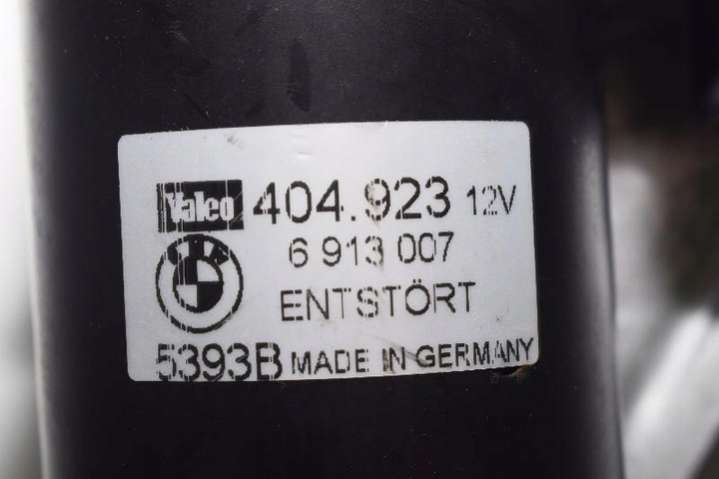 Valeo 404.923 12V
6 913 007
ENTSTÖRT
5393B MADE IN GERMANY